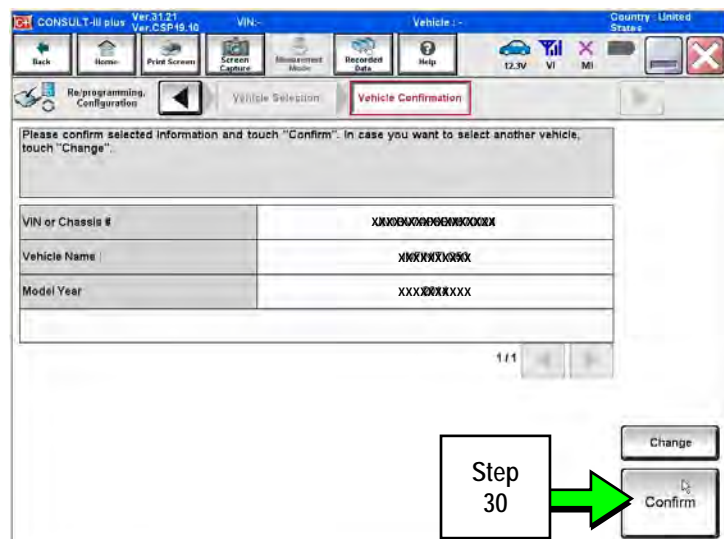 C+ CONSULT-III plus Ver.31.21 VIN:- Vehicle : - Country : United States
Ver.CSP19.10
Back Home Print Screen Screen Capture Measurement Mode Recorded Data Help 12.3V VI MI
Re/programming, Configuration Vehicle Selection Vehicle Confirmation
Please confirm selected information and touch "Confirm". In case you want to select another vehicle,
touch "Change".
VIN or Chassis #
Vehicle Name
Model Year
1/1
Change
Step
30
Confirm